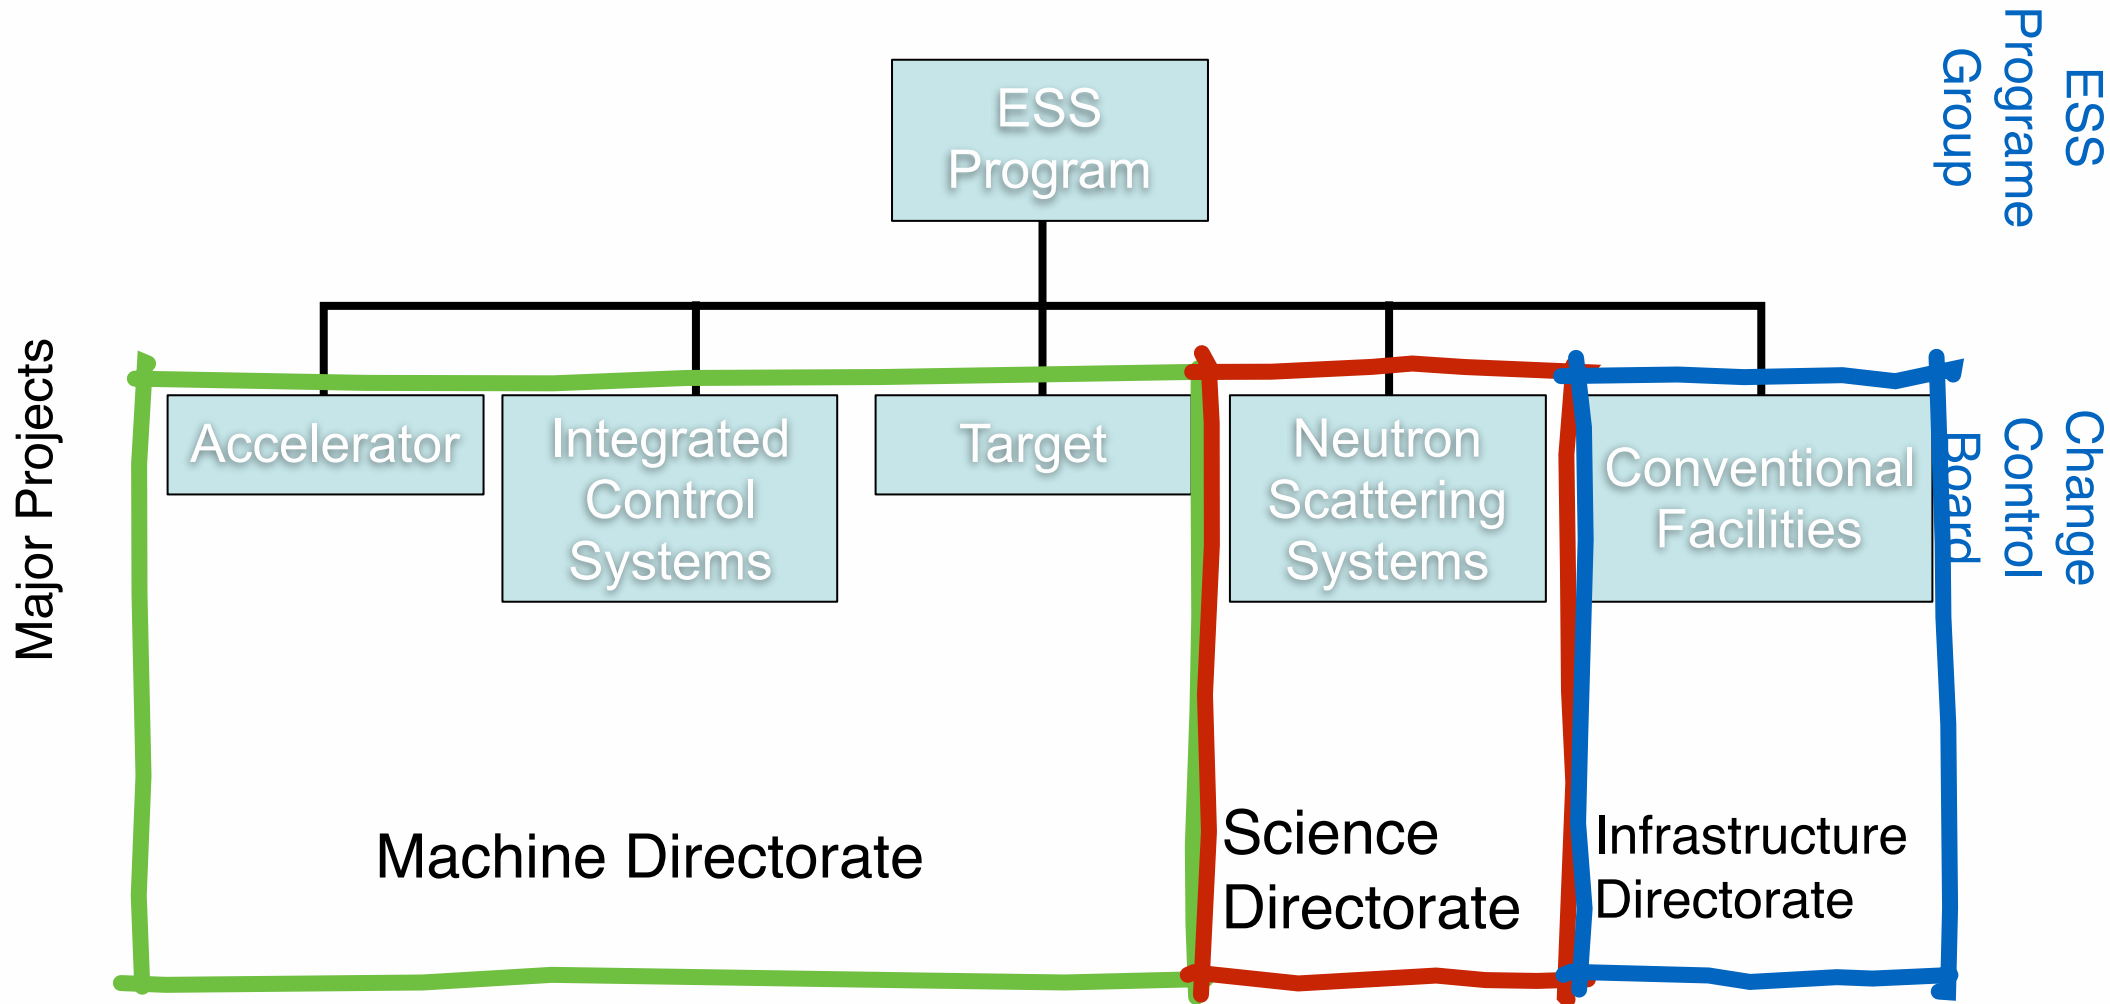 ESS
Program
ESS
Programe
Group
Major Projects
Accelerator
Integrated
Control
Systems
Target
Neutron
Scattering
Systems
Conventional
Facilities
Change
Control
Board
Machine Directorate
Science
Directorate
Infrastructure
Directorate